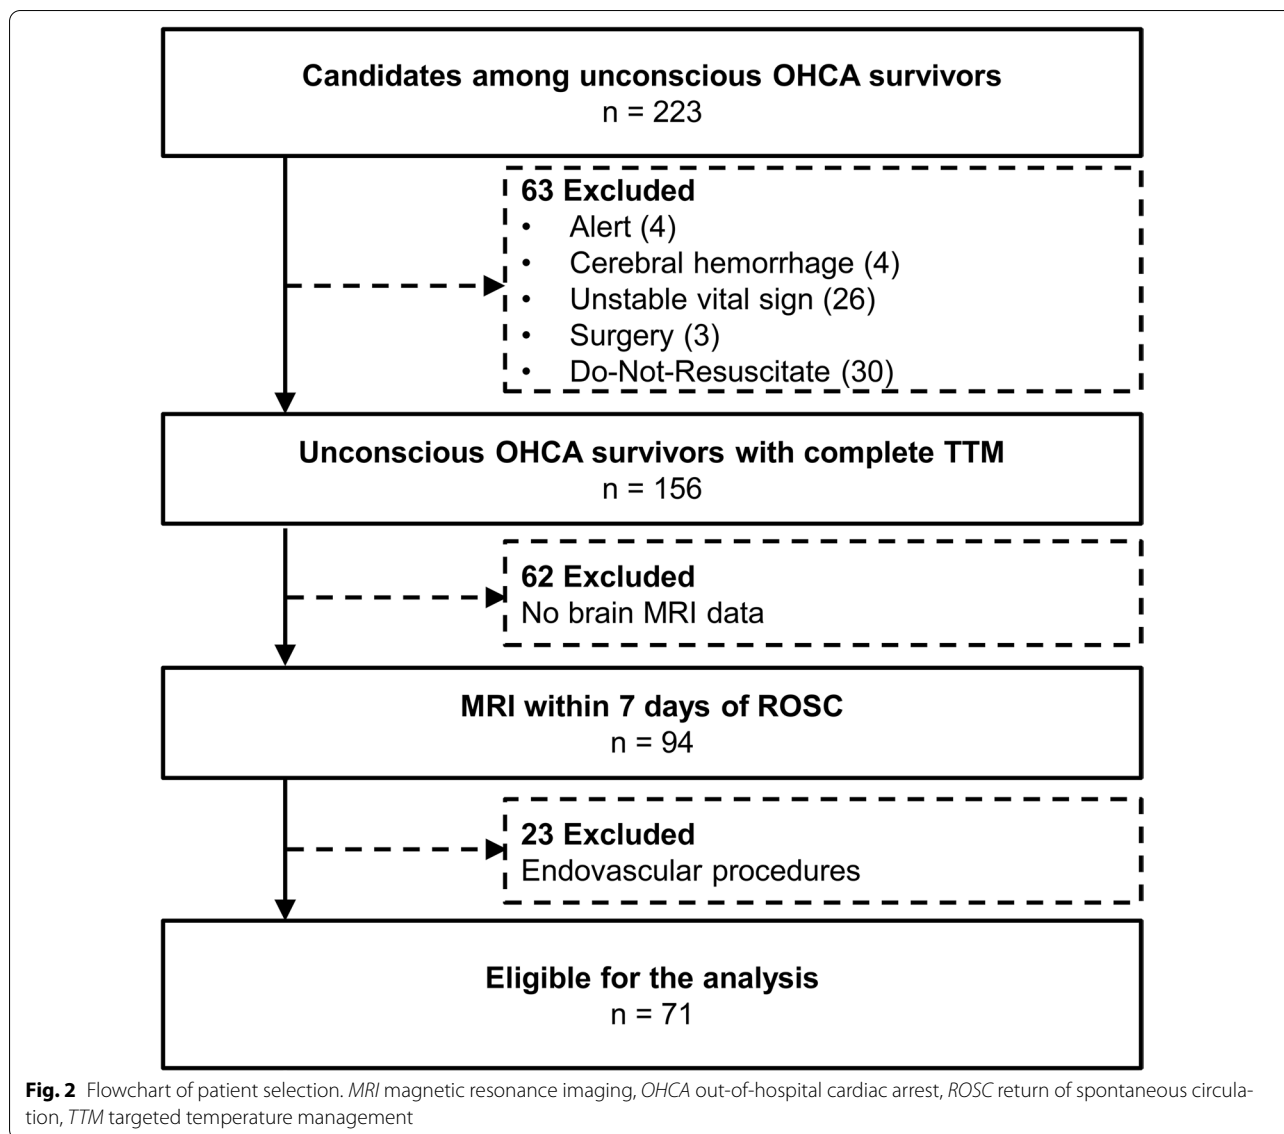 Candidates among unconscious OHCA survivors
n = 223
63 Excluded
• Alert (4)
• Cerebral hemorrhage (4)
• Unstable vital sign (26)
• Surgery (3)
• Do-Not-Resuscitate (30)
Unconscious OHCA survivors with complete TTM
n = 156
62 Excluded
No brain MRI data
MRI within 7 days of ROSC
n = 94
23 Excluded
Endovascular procedures
Eligible for the analysis
n = 71
Fig. 2 Flowchart of patient selection. MRI magnetic resonance imaging, OHCA out-of-hospital cardiac arrest, ROSC return of spontaneous circula-
tion, TTM targeted temperature management